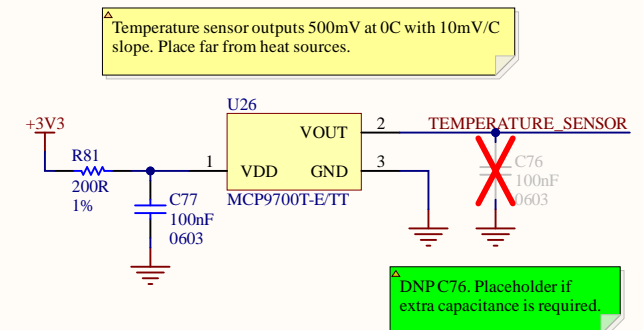 Temperature sensor outputs 500mV at 0C with 10mV/C
slope. Place far from heat sources.
U26
+3V3
VOUT
2
TEMPERATURE_SENSOR
R81
1
VDD
GND
3
C76
200R
1%
C77
MCP9700T-E/TT
100nF
100nF
0603
0603
DNP C76. Placeholder if
extra capacitance is required.